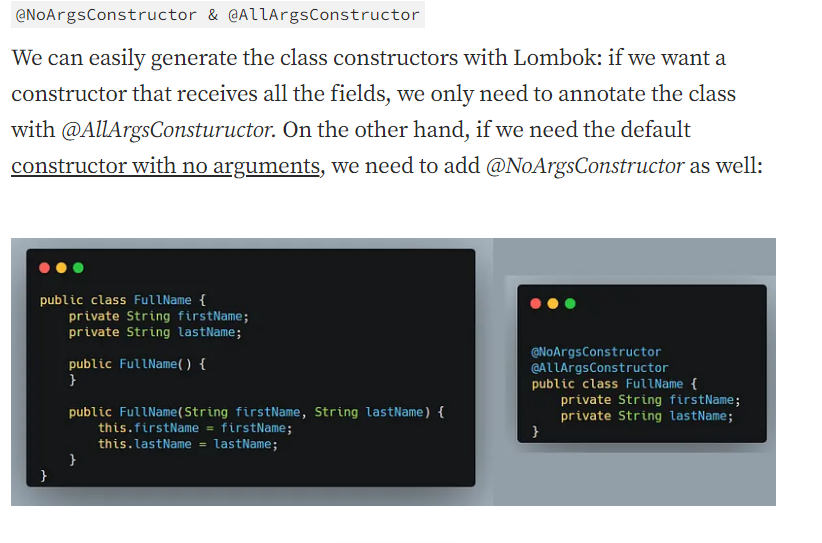 @NoArgsConstructor & @AllArgsConstructor
We can easily generate the class constructors with Lombok: if we want a
constructor that receives all the fields, we only need to annotate the class
with @AllArgsConsturuector. On the other hand, if we need the default
constructor with no arguments, we need to add @NoArgsConstructor as well:
public class FullName {
    private String firstName;
    private String lastName;
    public FullName() {
    }
    public FullName(String firstName, String lastName) {
        this.firstName = firstName;
        this.lastName = lastName;
    }
}
@NoArgsConstructor
@AllArgsConstructor
public class FullName {
    private String firstName;
    private String lastName;
}